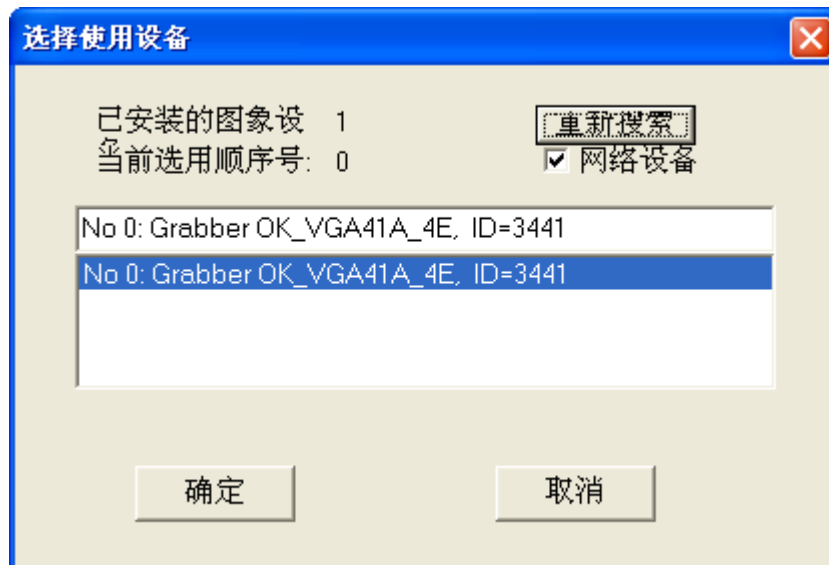 选择使用设备
已安装的图象设 1
重新搜索
当前选用顺序号: 0
网络设备
No 0: Grabber OK_VGA41A_4E, ID=3441
No 0: Grabber OK_VGA41A_4E, ID=3441
确定
取消